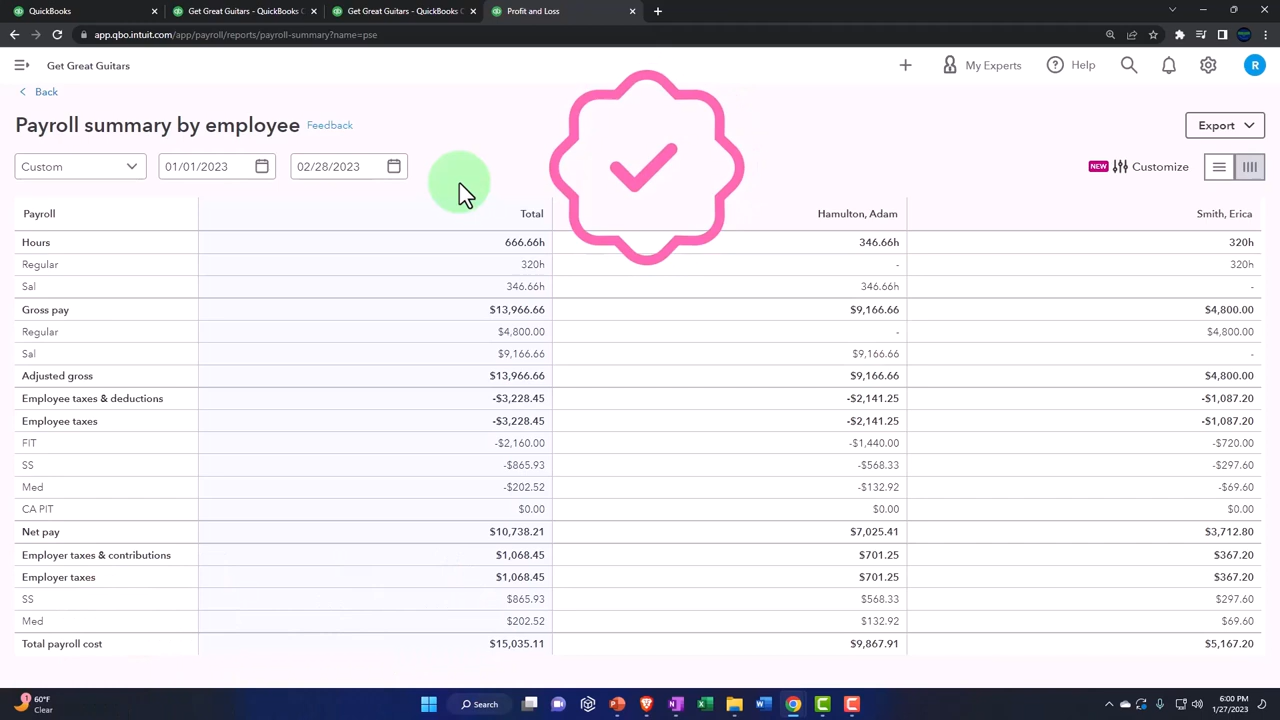 QuickBooks
Get Great Guitars - QuickBooks C
Get Great Guitars - QuickBooks C
Profit and Loss
app.qbo.intuit.com/app/payroll/reports/payroll-summary?name=pse
Get Great Guitars
My Experts
Help
R
Back
Payroll summary by employee Feedback
Export
Custom 01/01/2023 02/28/2023
NEW Customize
Payroll Total Hamulton, Adam Smith, Erica
Hours 666.66h 346.66h 320h
Regular 320h - 320h
Sal 346.66h 346.66h -
Gross pay $13,966.66 $9,166.66 $4,800.00
Regular $4,800.00 - $4,800.00
Sal $9,166.66 $9,166.66 -
Adjusted gross $13,966.66 $9,166.66 $4,800.00
Employee taxes & deductions -$3,228.45 -$2,141.25 -$1,087.20
Employee taxes -$3,228.45 -$2,141.25 -$1,087.20
FIT -$2,160.00 -$1,440.00 -$720.00
SS -$865.93 -$568.33 -$297.60
Med -$202.52 -$132.92 -$69.60
CA PIT $0.00 $0.00 $0.00
Net pay $10,738.21 $7,025.41 $3,712.80
Employer taxes & contributions $1,068.45 $701.25 $367.20
Employer taxes $1,068.45 $701.25 $367.20
SS $865.93 $568.33 $297.60
Med $202.52 $132.92 $69.60
Total payroll cost $15,035.11 $9,867.91 $5,167.20
60°F
Clear
Search
6:00 PM
1/27/2023